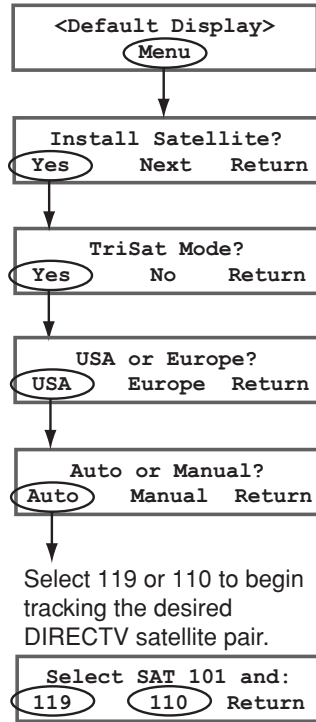 <Default Display>
Menu
Install Satellite?
Yes Next Return
TriSat Mode?
Yes No Return
USA or Europe?
USA Europe Return
Auto or Manual?
Auto Manual Return
Select 119 or 110 to begin
tracking the desired
DIRECTV satellite pair.
Select SAT 101 and:
119 110 Return